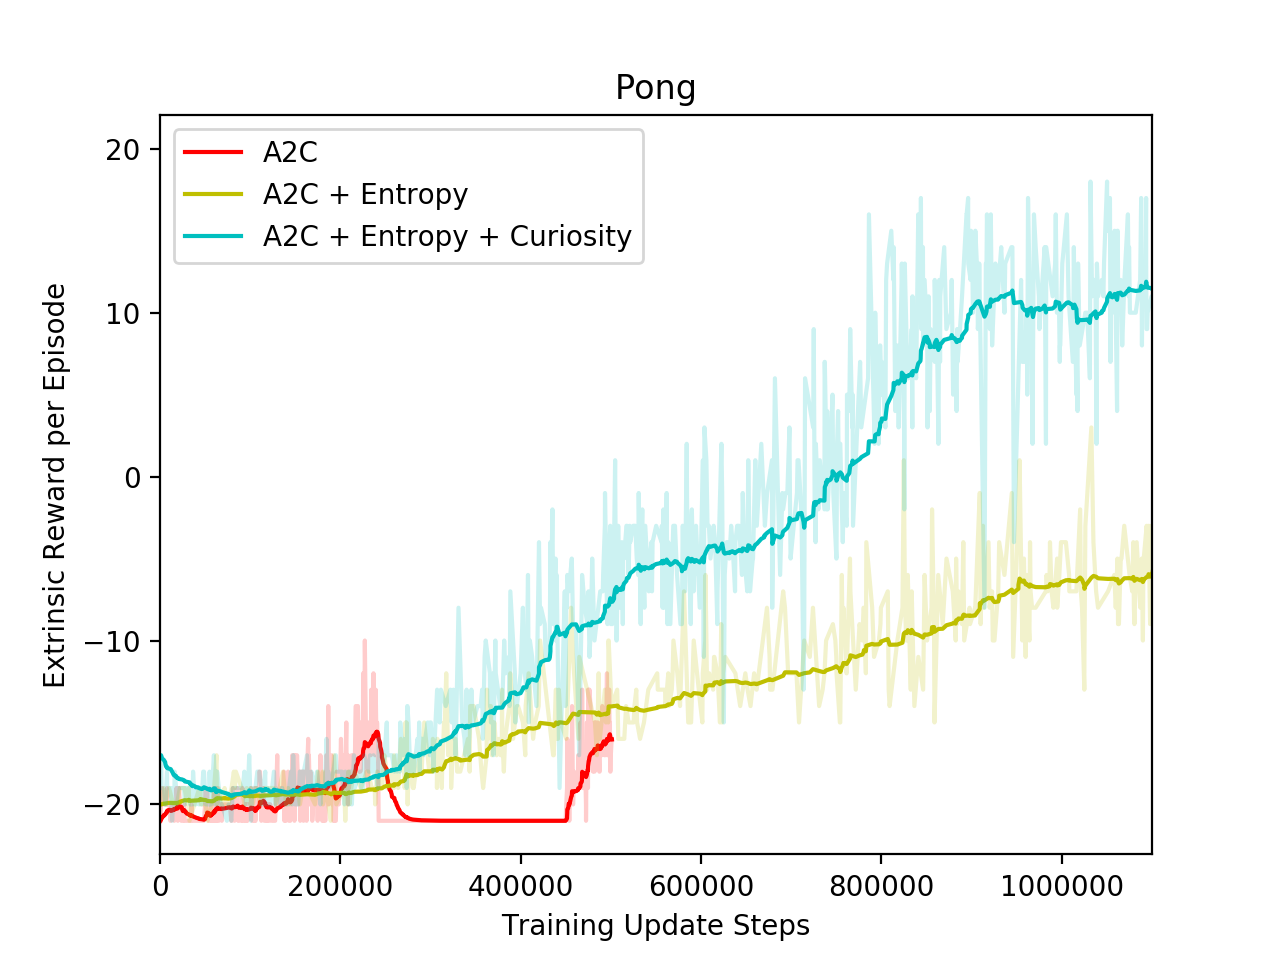 Pong
20
10
0
−10
−20
Extrinsic Reward per Episode
A2C
A2C + Entropy
A2C + Entropy + Curiosity
0 200000 400000 600000 800000 1000000
Training Update Steps